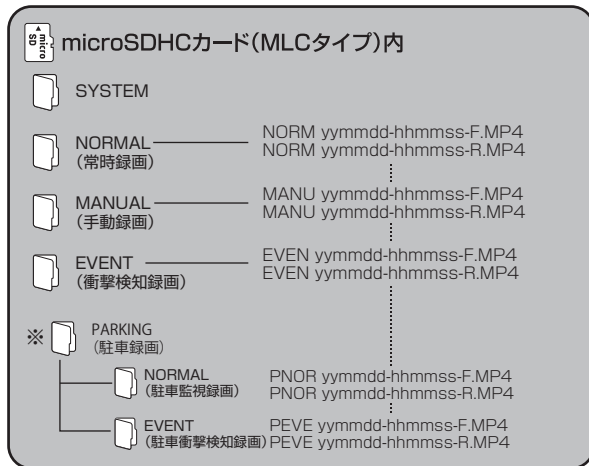 micro
SD
microSDHCカード(MLCタイプ)内
SYSTEM
NORMAL
(常時録画)
NORM yymmdd-hhmmss-F.MP4
NORM yymmdd-hhmmss-R.MP4
MANUAL
(手動録画)
MANU yymmdd-hhmmss-F.MP4
MANU yymmdd-hhmmss-R.MP4
EVENT
(衝撃検知録画)
EVEN yymmdd-hhmmss-F.MP4
EVEN yymmdd-hhmmss-R.MP4
※
PARKING
(駐車録画)
NORMAL
(駐車監視録画)
PNOR yymmdd-hhmmss-F.MP4
PNOR yymmdd-hhmmss-R.MP4
EVENT
(駐車衝撃検知録画)
PEVE yymmdd-hhmmss-F.MP4
PEVE yymmdd-hhmmss-R.MP4